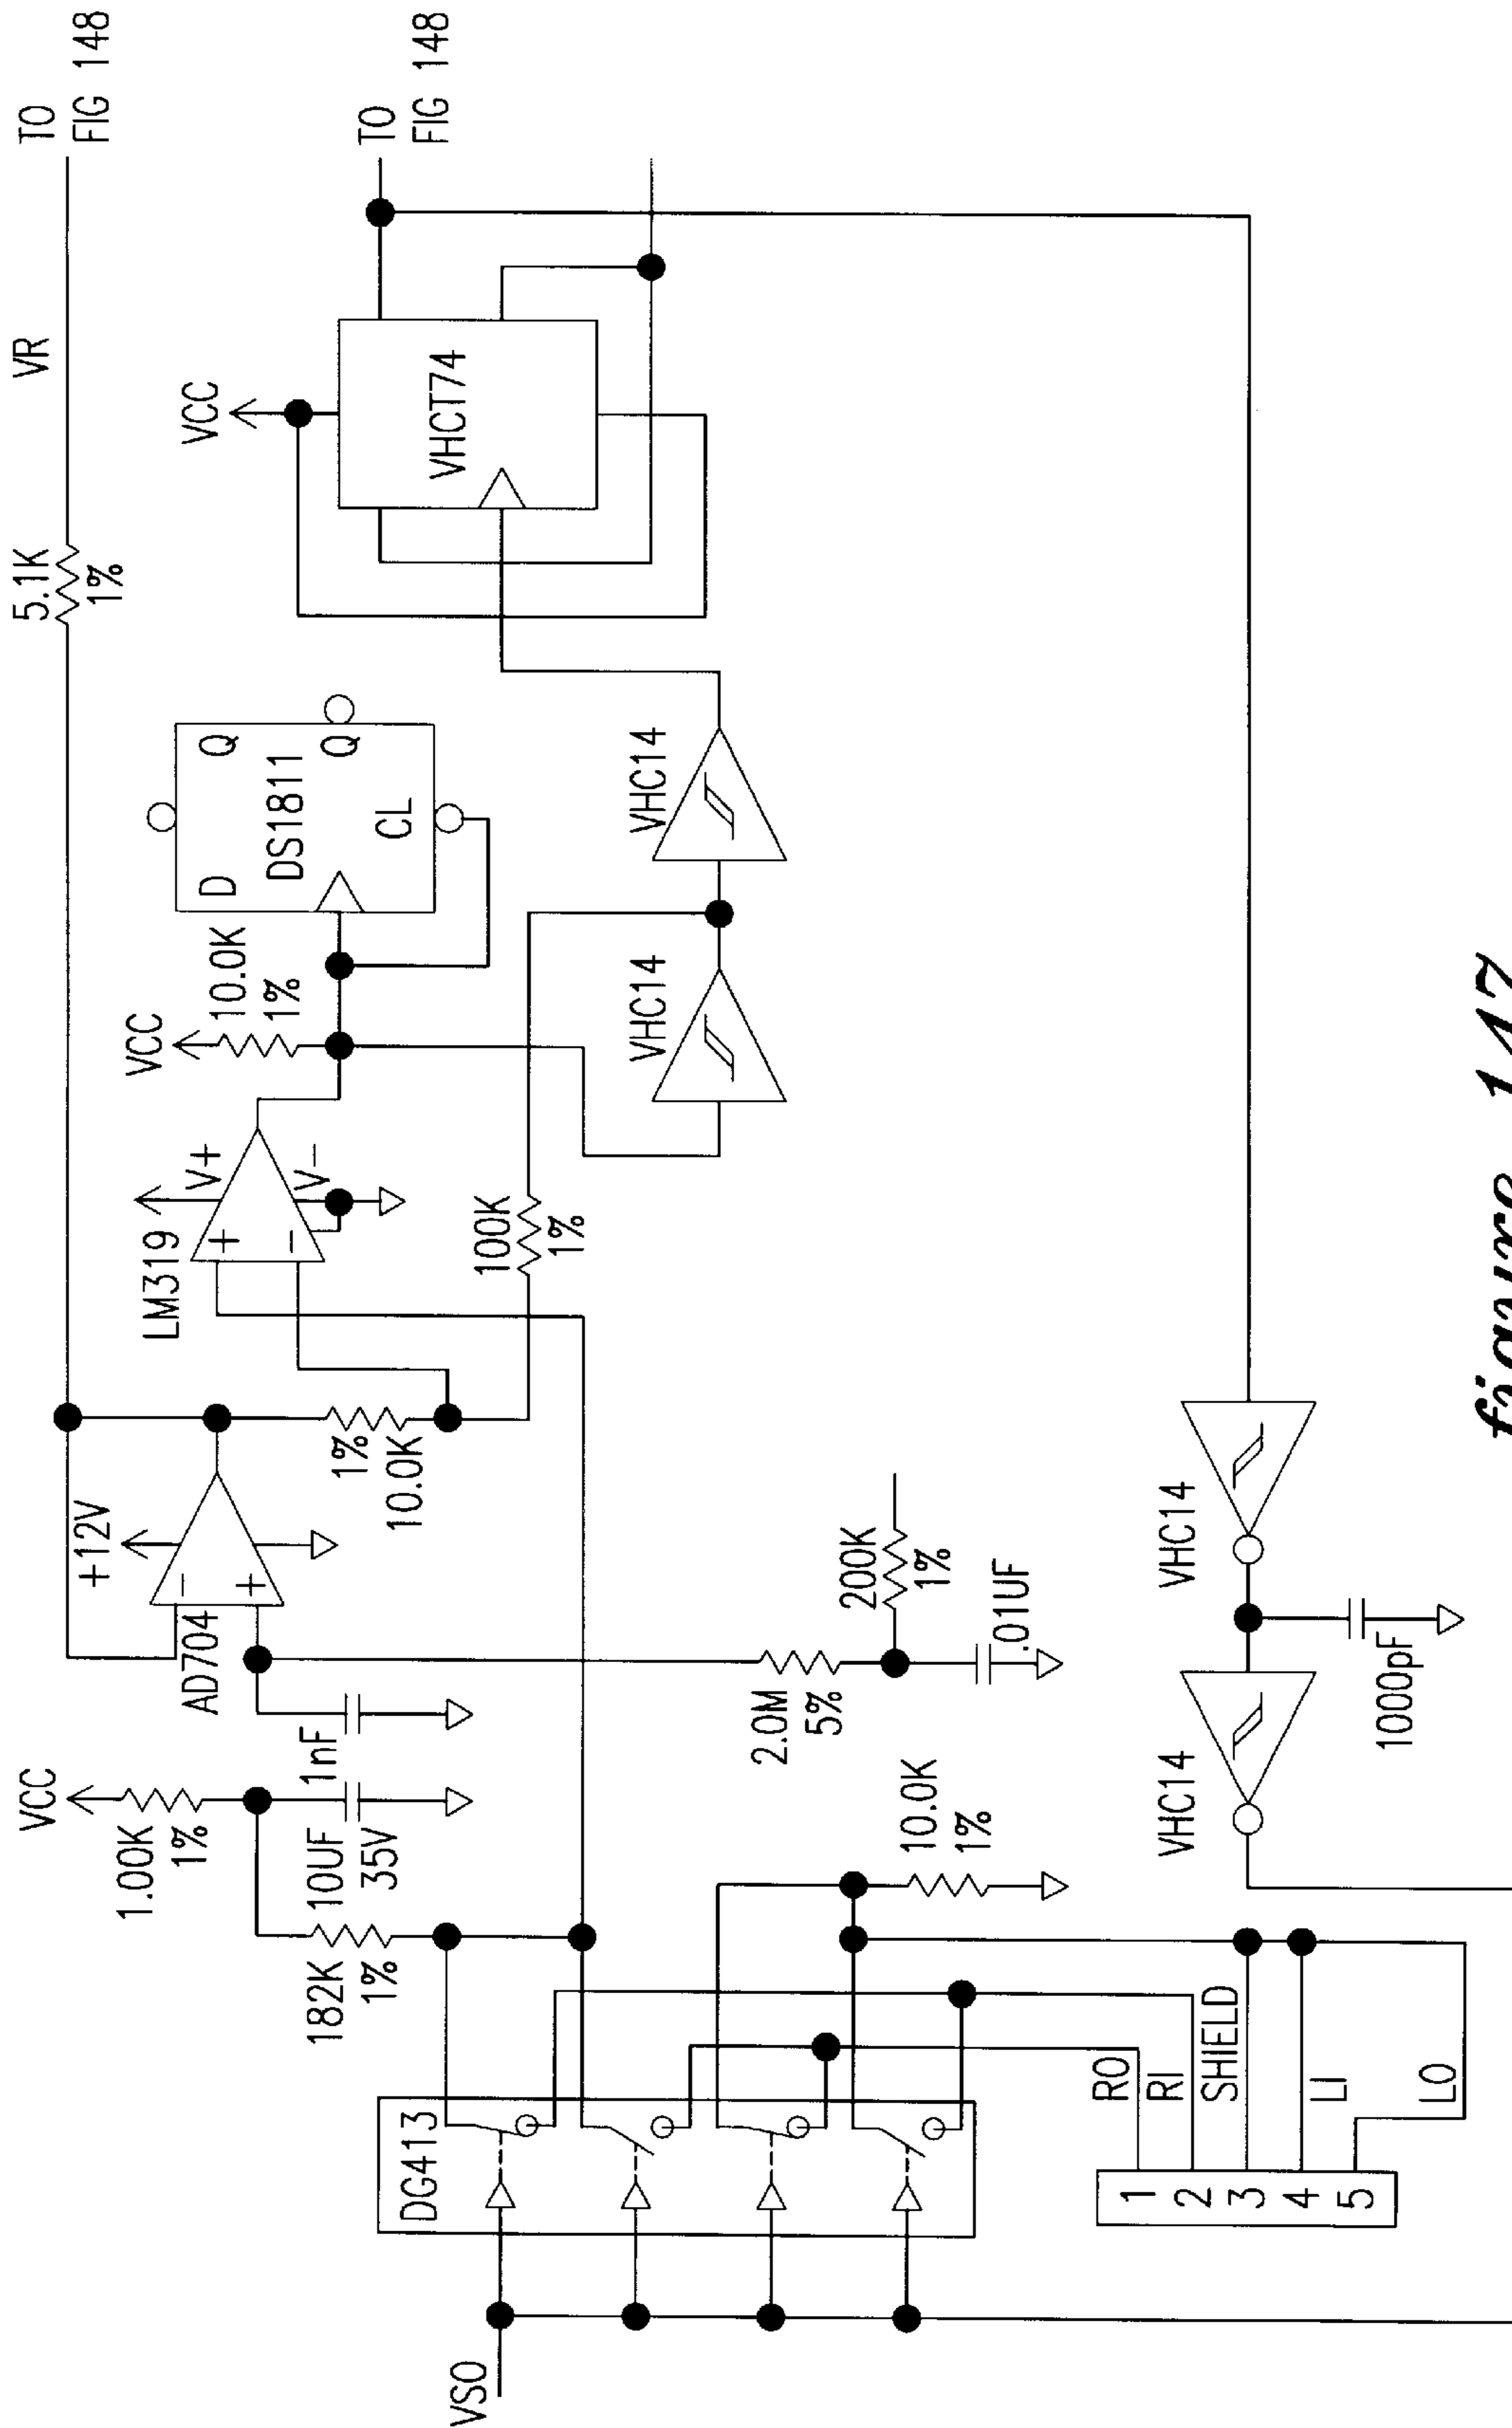 TO
FIG 148
VR
5.1K
1%
TO
FIG 148
VCC
VHCT74
D
Q
DS1811
Q
CL
VCC
10.0K
1%
LM319
V+
V-
+
-
+12V
AD704
-
+
1%
10.0K
100K
1%
VHC14
VHC14
VCC
1.00K
1%
10UF
35V
1nF
182K
1%
2.0M
5%
200K
1%
.01UF
10.0K
1%
DG413
VSO
RO
RI
SHIELD
LI
LO
1
2
3
4
5
VHC14
VHC14
1000pF
figure 147